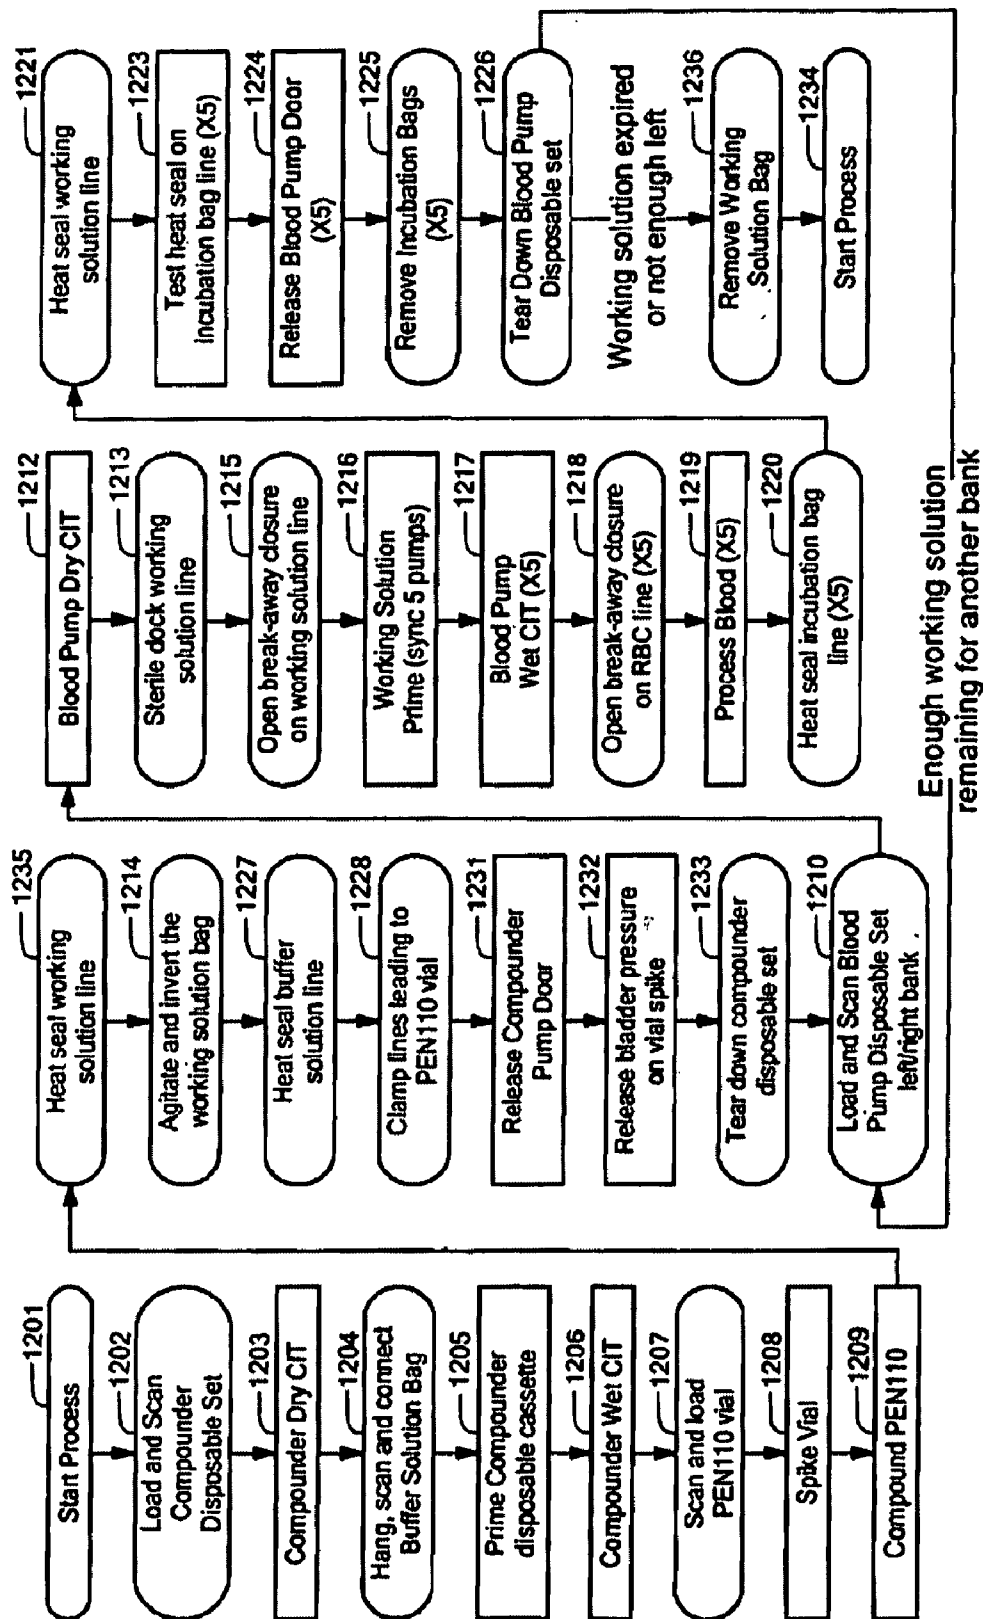 1201
Start Process
1202
Load and Scan
Compounder
Disposable Set
1203
Compounder Dry CIT
1204
Hang, scan and connect
Buffer Solution Bag
1205
Prime Compounder
disposable cassette
1206
Compounder Wet CIT
1207
Scan and load
PEN110 vial
1208
Spike Vial
1209
Compound PEN110
1235
Heat seal working
solution line
1214
Agitate and invert the
working solution bag
1227
Heat seal buffer
solution line
1228
Clamp lines leading to
PEN110 vial
1231
Release Compounder
Pump Door
1232
Release bladder pressure
on vial spike
1233
Tear down compounder
disposable set
1210
Load and Scan Blood
Pump Disposable Set
left/right bank
1212
Blood Pump Dry CIT
1213
Sterile dock working
solution line
1215
Open break-away closure
on working solution line
1216
Working Solution
Prime (sync 5 pumps)
1217
Blood Pump
Wet CIT (X5)
1218
Open break-away closure
on RBC line (X5)
1219
Process Blood (X5)
1220
Heat seal incubation bag
line (X5)
1221
Heat seal working
solution line
1223
Test heat seal on
incubation bag line (X5)
1224
Release Blood Pump Door
(X5)
1225
Remove Incubation Bags
(X5)
1226
Tear Down Blood Pump
Disposable set
Working solution expired
or not enough left
1236
Remove Working
Solution Bag
1234
Start Process
Enough working solution
remaining for another bank